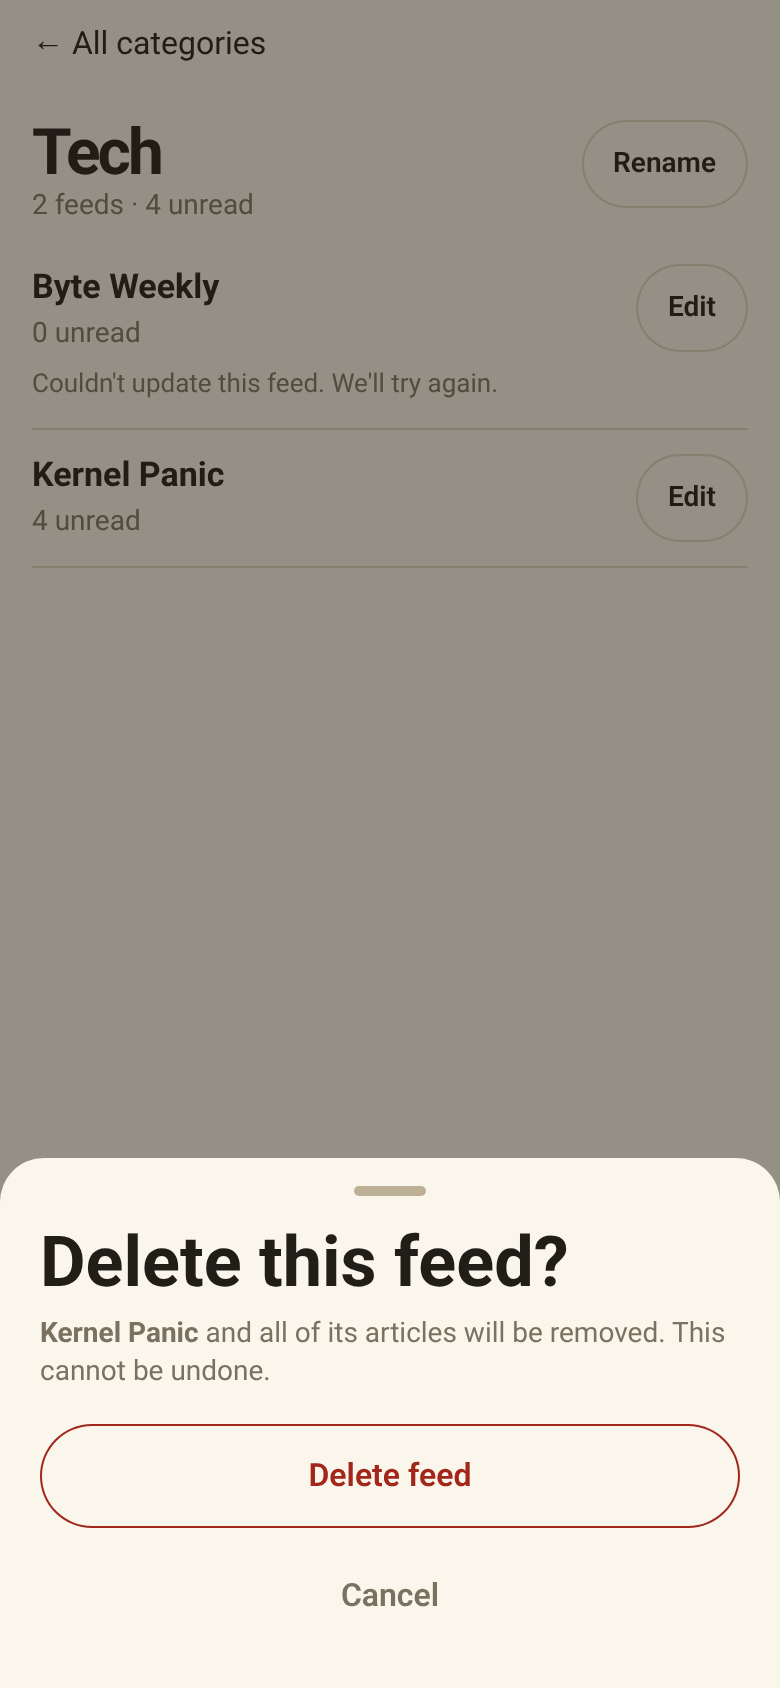 ← All categories
Tech
Rename
2 feeds · 4 unread
Byte Weekly
Edit
0 unread
Couldn't update this feed. We'll try again.
Kernel Panic
Edit
4 unread
Delete this feed?
Kernel Panic and all of its articles will be removed. This
cannot be undone.
Delete feed
Cancel